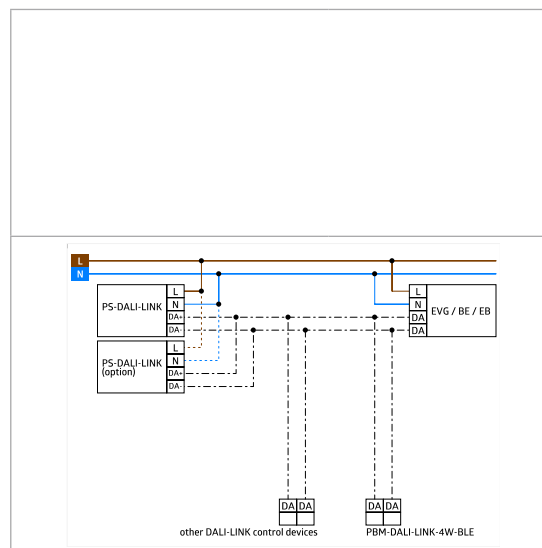 L
N
PS-DALI-LINK
L
N
DA+
DA-
L
N
DA
DA
EVG / BE / EB
PS-DALI-LINK
(option)
L
N
DA+
DA-
DA DA
DA DA
other DALI-LINK control devices
PBM-DALI-LINK-4W-BLE